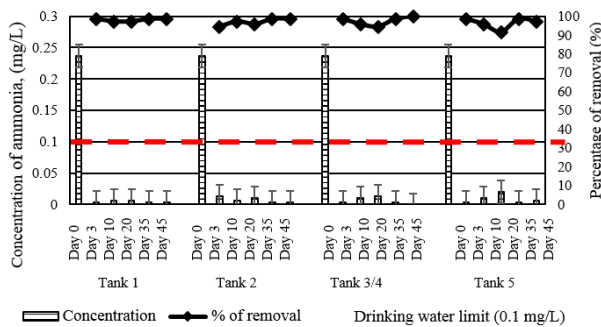 Concentration of ammonia, (mg/L)
0.3
0.25
0.2
0.15
0.1
0.05
0
100
90
80
70
60
50
40
30
20
10
0
Percentage of removal (%)
Day 0
Day 3
Day 10
Day 20
Day 35
Day 45
Day 0
Day 3
Day 10
Day 20
Day 35
Day 45
Day 0
Day 3
Day 10
Day 20
Day 35
Day 45
Day 0
Day 3
Day 10
Day 20
Day 35
Day 45
Tank 1
Tank 2
Tank 3/4
Tank 5
Concentration
% of removal
Drinking water limit (0.1 mg/L)